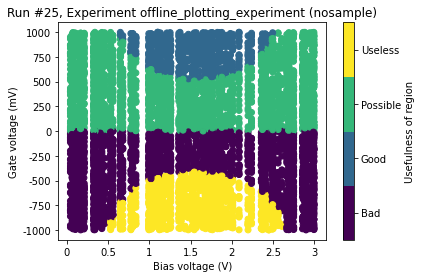 Run #25, Experiment offline_plotting_experiment (nosample)
1000
750
500
250
0
-250
-500
-750
-1000
Gate voltage (mV)
0
0.5
1
1.5
2
2.5
3
Bias voltage (V)
Useless
Possible
Good
Bad
Usefulness of region